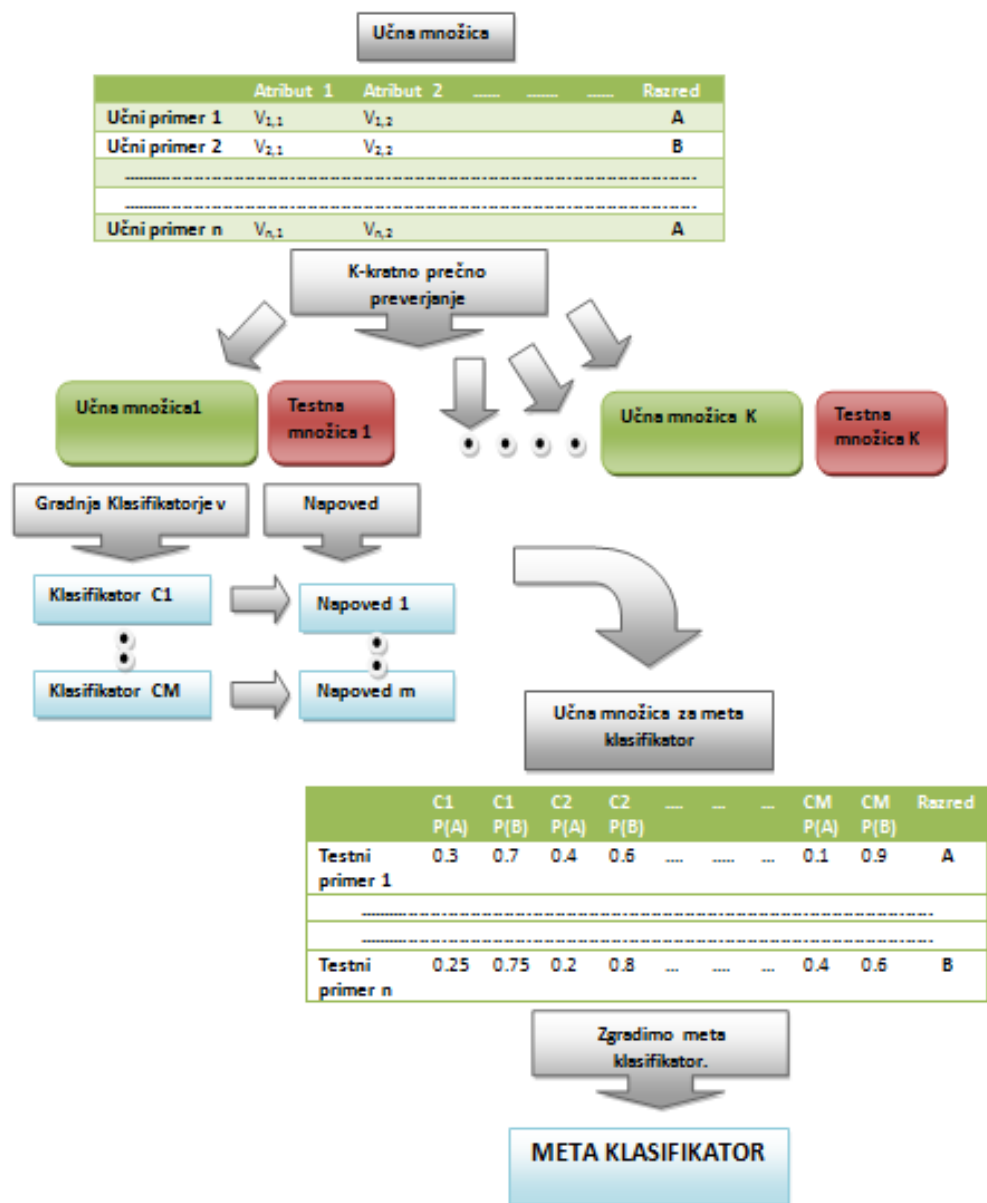 Učna množica
Atribut 1 Atribut 2 ...... ....... ...... Razred
Učni primer 1 V1,1 V1,2 A
Učni primer 2 V2,1 V2,2 B
Učni primer n Vn,1 Vn,2 A
K-kratno prečno
preverjanje
Učna množica1
Testna
množica 1
Učna množica K
Testna
množica K
Gradnja Klasifikatorjev
Napoved
Klasifikator C1
Napoved 1
Klasifikator CM
Napoved m
Učna množica za meta
klasifikator
C1 C1 C2 C2 .... ... ... CM CM Razred
P(A) P(B) P(A) P(B) P(A) P(B)
Testni 0.3 0.7 0.4 0.6 .... ..... ... 0.1 0.9 A
primer 1
Testni 0.25 0.75 0.2 0.8 ... .... ... 0.4 0.6 B
primer n
Zgradimo meta
klasifikator.
META KLASIFIKATOR